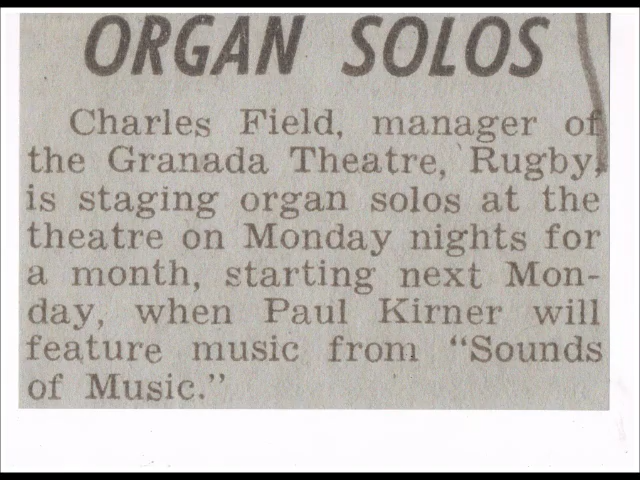 ORGAN SOLOS
Charles Field, manager of
the Granada Theatre, Rugby,
is staging organ solos at the
theatre on Monday nights for
a month, starting next Mon-
day, when Paul Kirner will
feature music from “Sounds
of Music.”